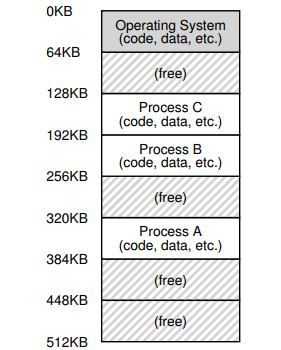 0KB
Operating System
(code, data, etc.)
64KB
(free)
128KB
Process C
(code, data, etc.)
192KB
Process B
(code, data, etc.)
256KB
(free)
320KB
Process A
(code, data, etc.)
384KB
(free)
448KB
(free)
512KB